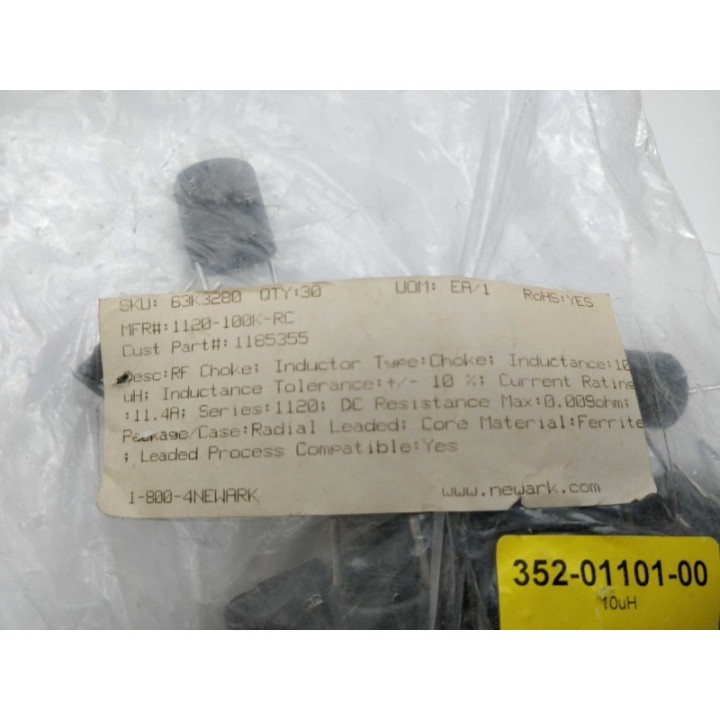 SKU: 63K3280 QTY:30 UOM: EA/1 RoHS:YES
MFR#:1120-100K-RC
Cust Part#:1185355
Desc:RF Choke; Inductor Type:Choke; Inductance:10
uH; Inductance Tolerance:+/- 10 %; Current Rating
:11.4A; Series:1120; DC Resistance Max:0.009ohm;
Package/Case:Radial Leaded; Core Material:Ferrite
; Leaded Process Compatible:Yes
1-800-4NEWARK www.newark.com
352-01101-00
10uH